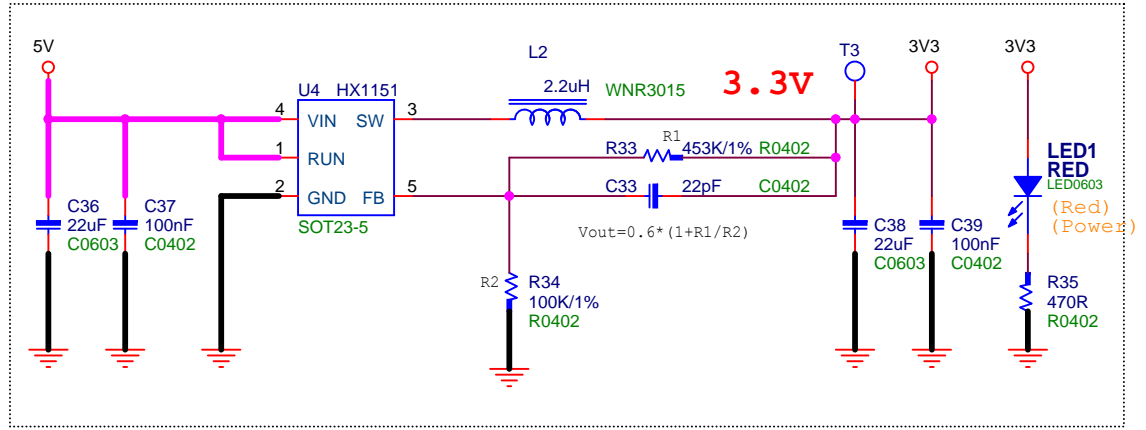 5V
L2
T3
3V3
3V3
2.2uH
WNR3015
3.3V
U4
HX1151
4
VIN
SW
3
1
RUN
2
GND
FB
5
SOT23-5
R1
R33
453K/1%
R0402
C33
22pF
C0402
Vout=0.6*(1+R1/R2)
C36
22uF
C0603
C37
100nF
C0402
R2
R34
100K/1%
R0402
C38
22uF
C0603
C39
100nF
C0402
LED1
RED
LED0603
(Red)
(Power)
R35
470R
R0402